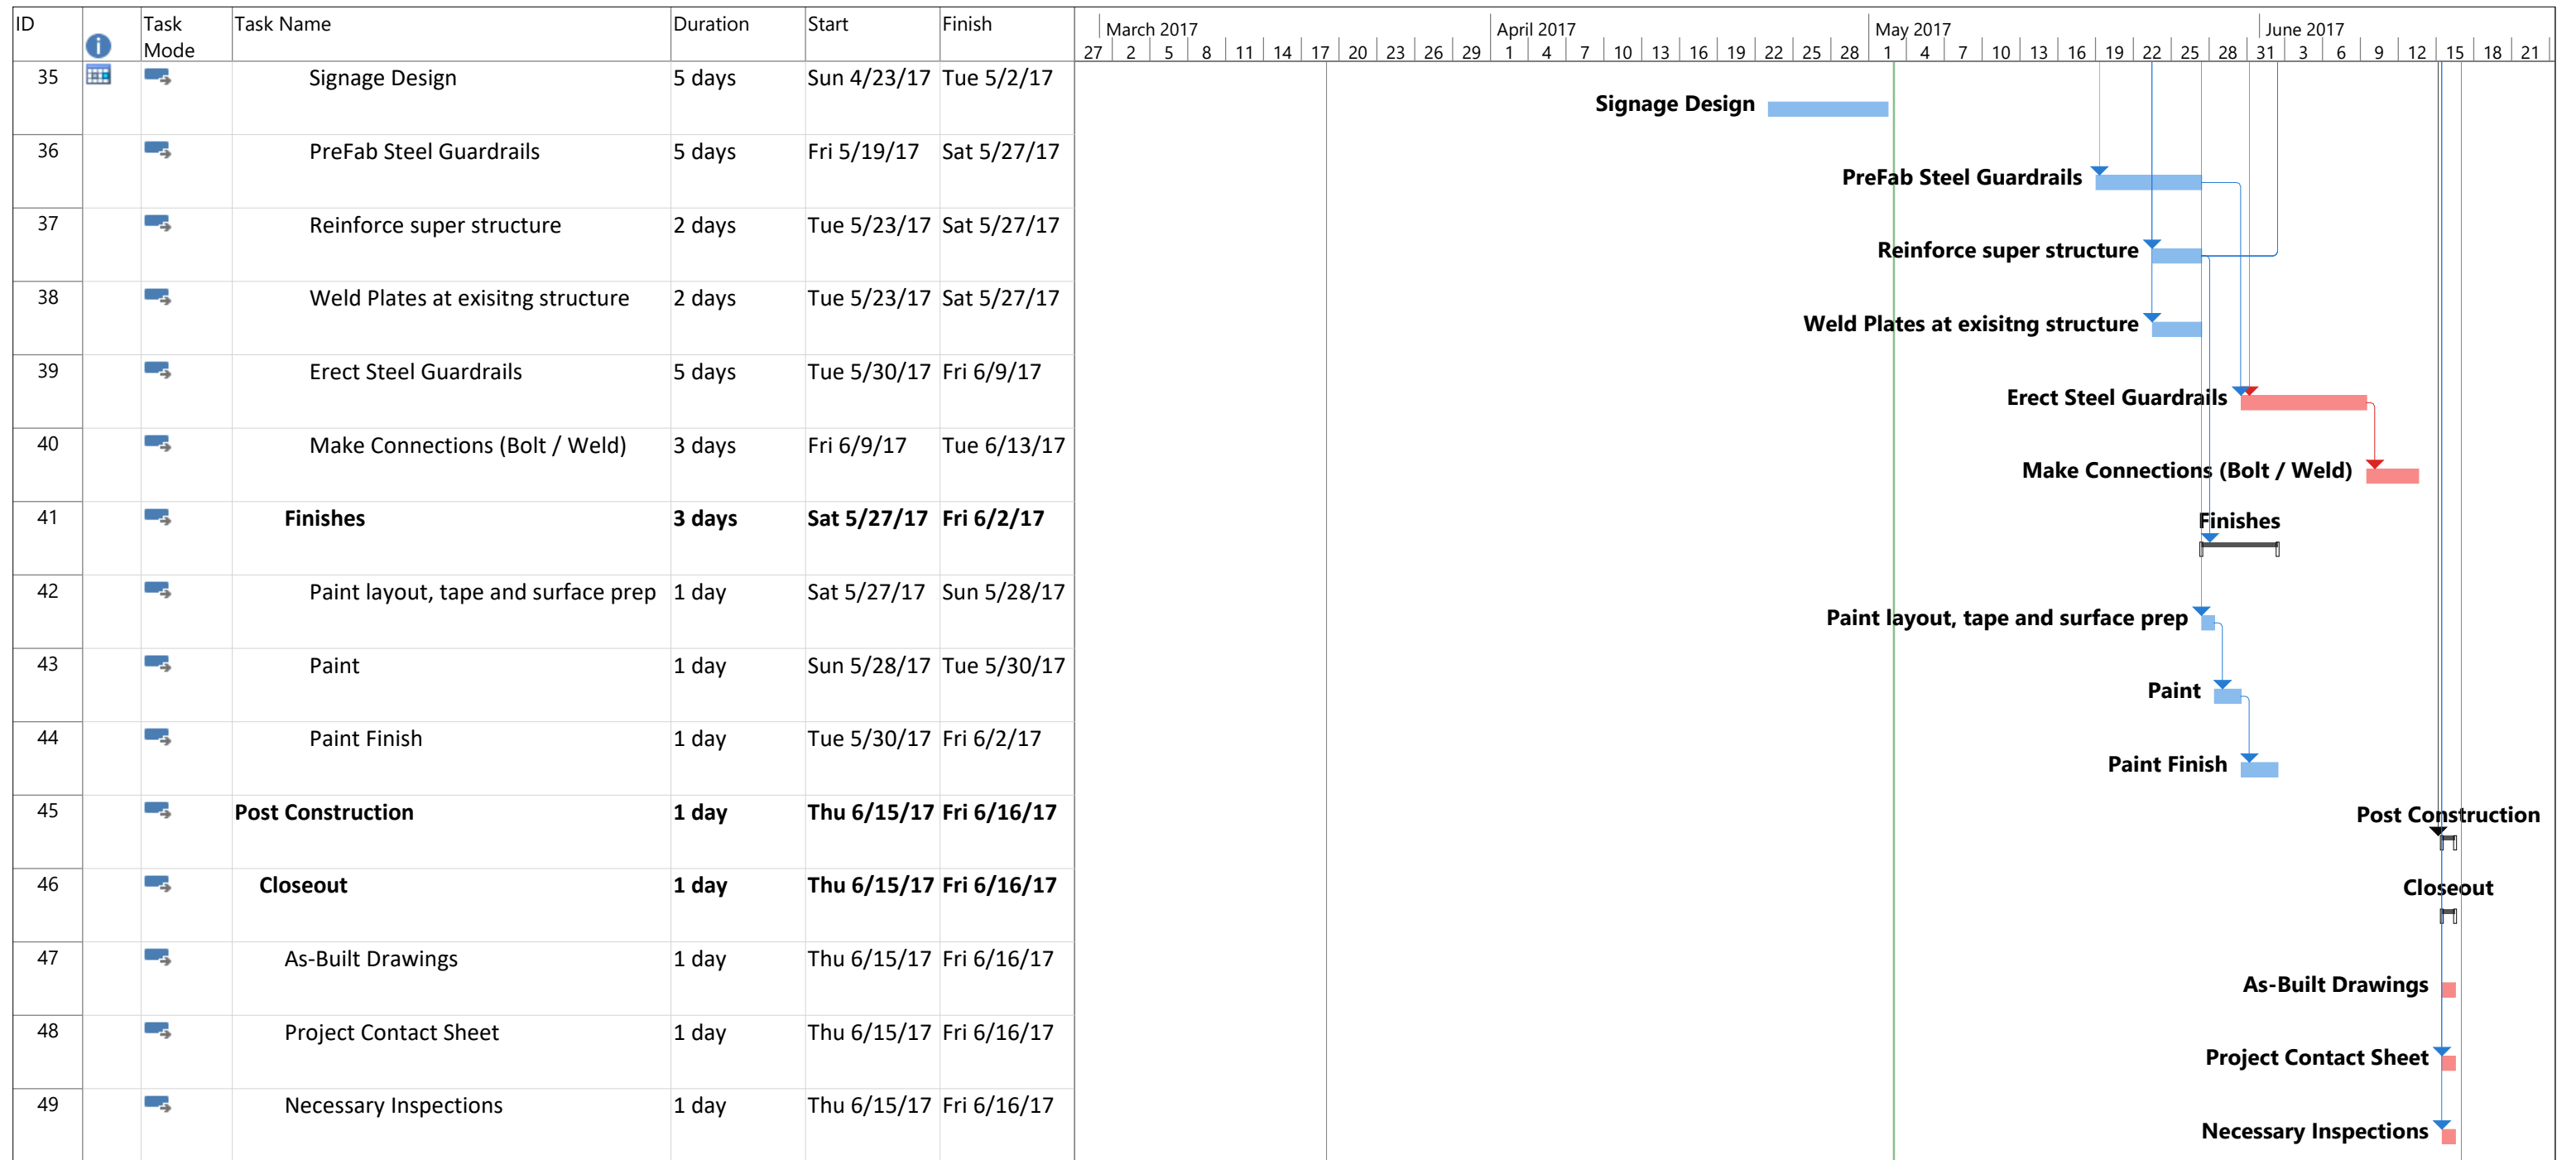 ID Task Mode Task Name Duration Start Finish
March 2017 April 2017 May 2017 June 2017
27 2 5 8 11 14 17 20 23 26 29 1 4 7 10 13 16 19 22 25 28 1 4 7 10 13 16 19 22 25 28 31 3 6 9 12 15 18 21
35 Signage Design 5 days Sun 4/23/17 Tue 5/2/17
Signage Design
36 PreFab Steel Guardrails 5 days Fri 5/19/17 Sat 5/27/17
PreFab Steel Guardrails
37 Reinforce super structure 2 days Tue 5/23/17 Sat 5/27/17
Reinforce super structure
38 Weld Plates at exisitng structure 2 days Tue 5/23/17 Sat 5/27/17
Weld Plates at exisitng structure
39 Erect Steel Guardrails 5 days Tue 5/30/17 Fri 6/9/17
Erect Steel Guardrails
40 Make Connections (Bolt / Weld) 3 days Fri 6/9/17 Tue 6/13/17
Make Connections (Bolt / Weld)
41 Finishes 3 days Sat 5/27/17 Fri 6/2/17
Finishes
42 Paint layout, tape and surface prep 1 day Sat 5/27/17 Sun 5/28/17
Paint layout, tape and surface prep
43 Paint 1 day Sun 5/28/17 Tue 5/30/17
Paint
44 Paint Finish 1 day Tue 5/30/17 Fri 6/2/17
Paint Finish
45 Post Construction 1 day Thu 6/15/17 Fri 6/16/17
Post Construction
46 Closeout 1 day Thu 6/15/17 Fri 6/16/17
Closeout
47 As-Built Drawings 1 day Thu 6/15/17 Fri 6/16/17
As-Built Drawings
48 Project Contact Sheet 1 day Thu 6/15/17 Fri 6/16/17
Project Contact Sheet
49 Necessary Inspections 1 day Thu 6/15/17 Fri 6/16/17
Necessary Inspections